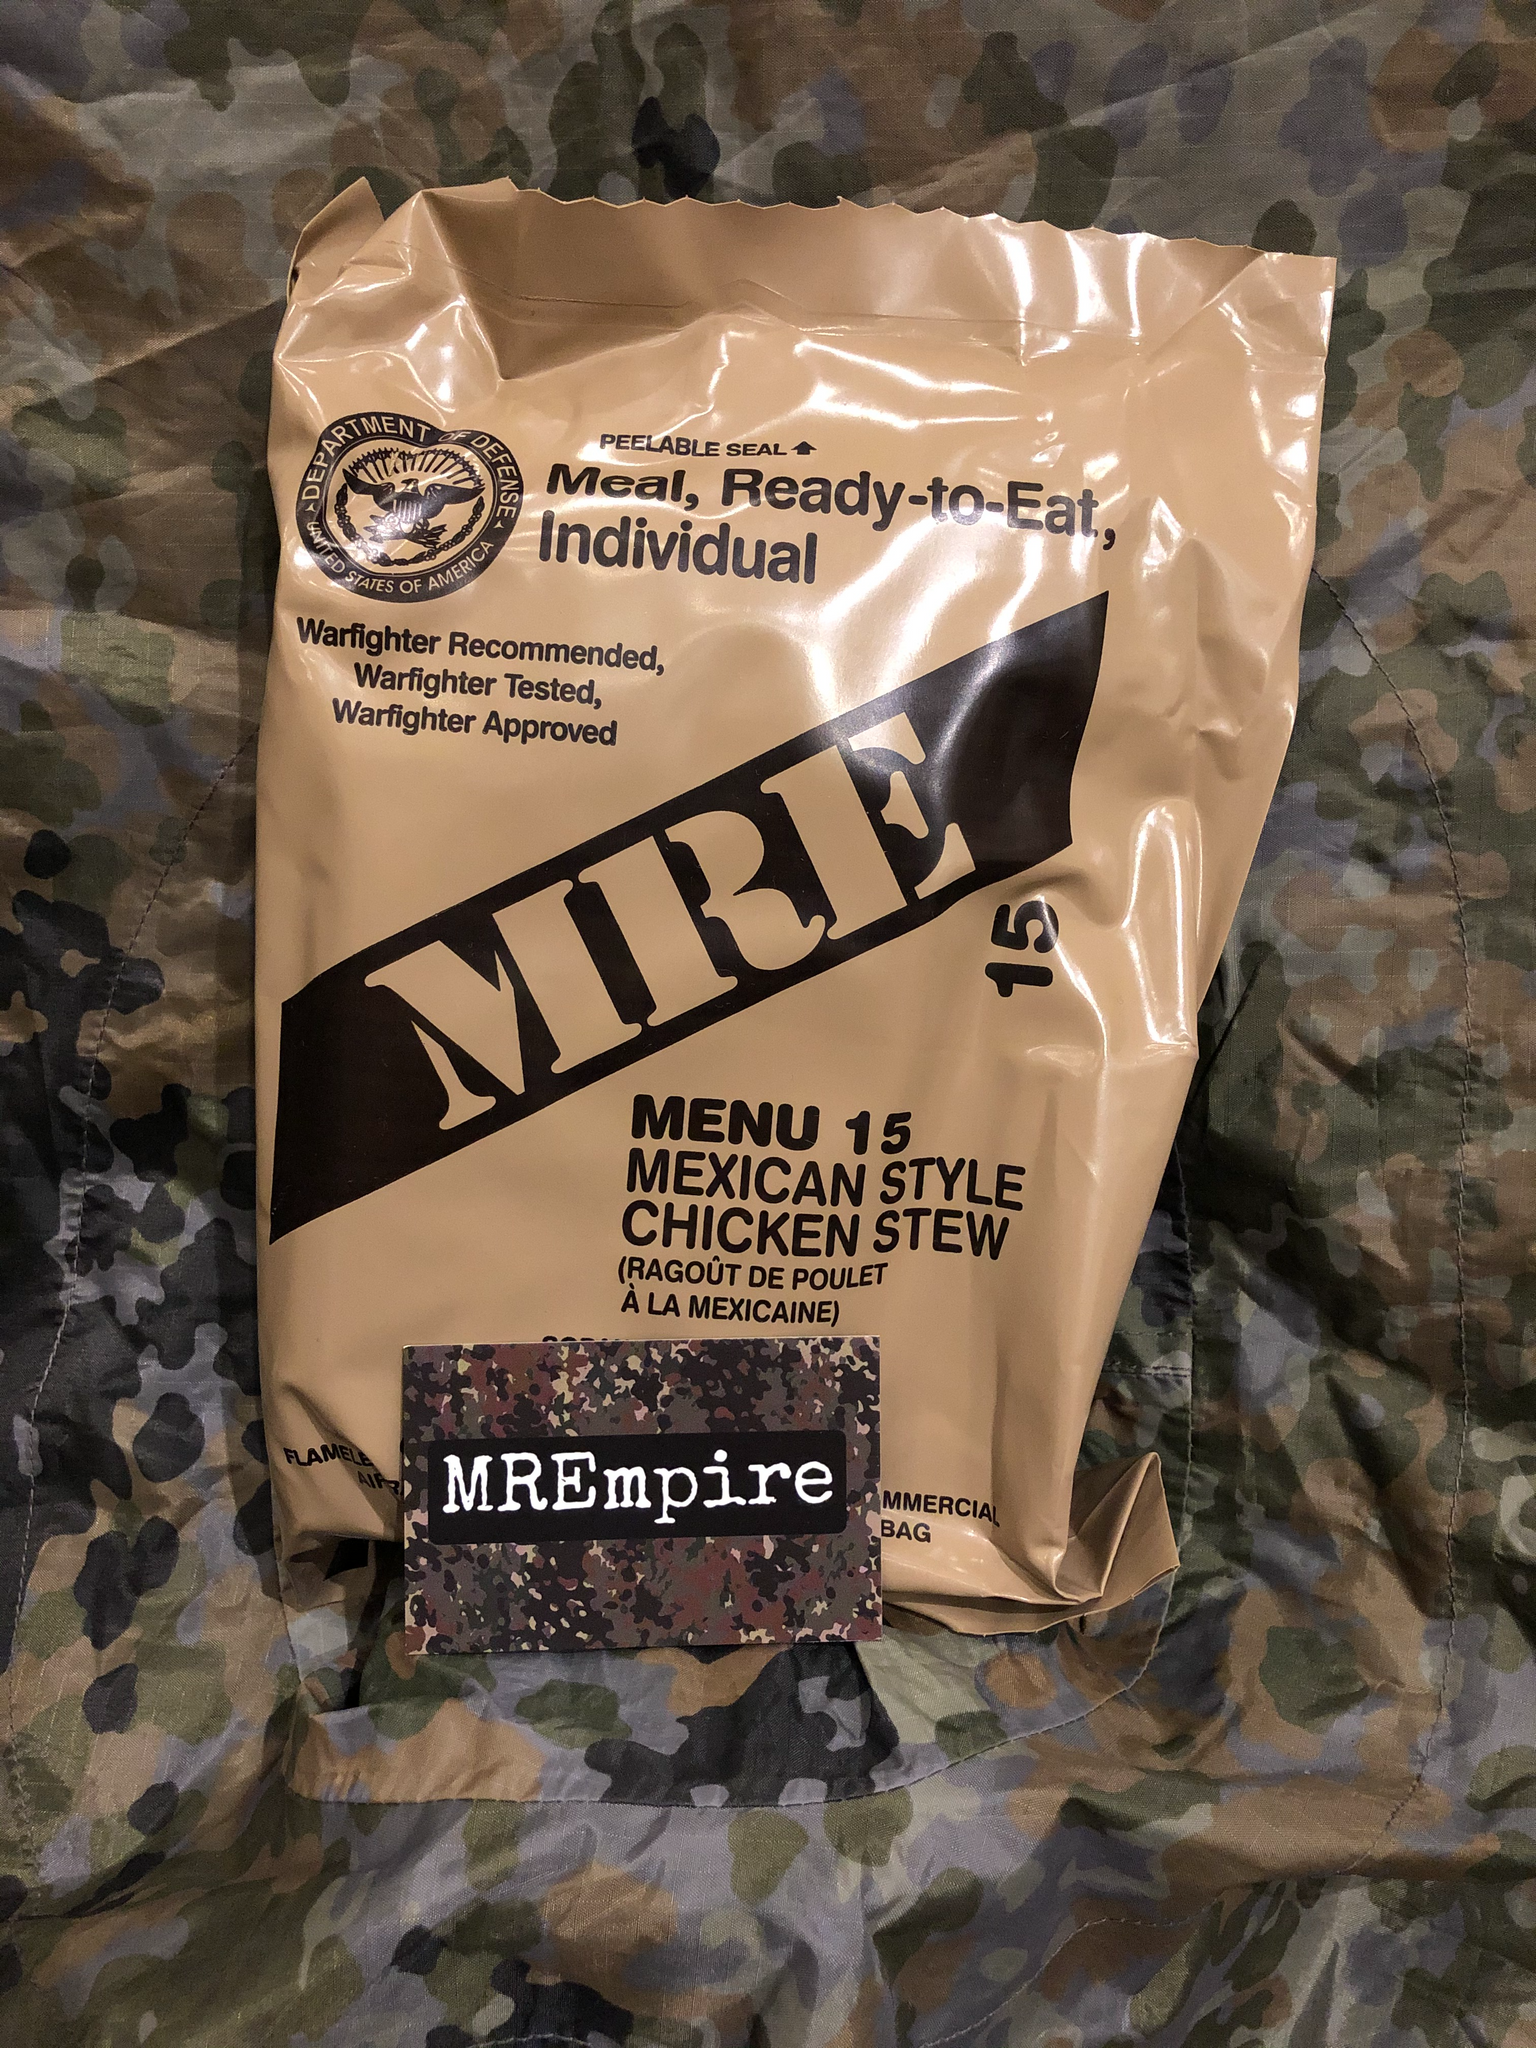 DEPARTMENT OF DEFENSE
UNITED STATES OF AMERICA
PEELABLE SEAL
Meal, Ready-to-Eat,
Individual
Warfighter Recommended,
Warfighter Tested,
Warfighter Approved
MRE
15
MENU 15
MEXICAN STYLE
CHICKEN STEW
(RAGOÛT DE POULET
À LA MEXICAINE)
MREmpire
BAG